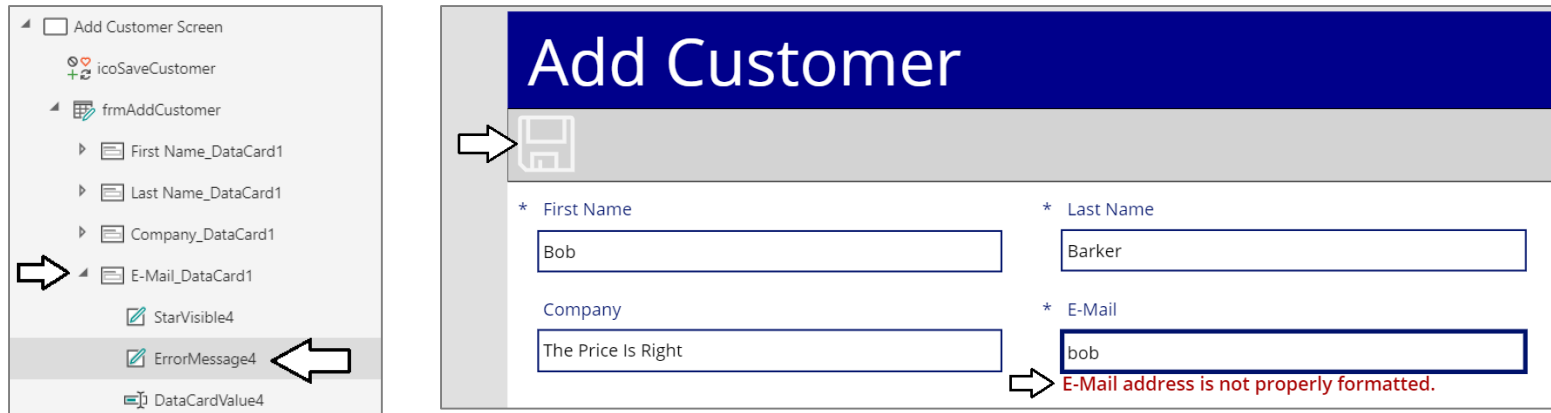 Add Customer Screen
icoSaveCustomer
frmAddCustomer
First Name_DataCard1
Last Name_DataCard1
Company_DataCard1
E-Mail_DataCard1
StarVisible4
ErrorMessage4
DataCardValue4
Add Customer
* First Name
Bob
* Last Name
Barker
Company
The Price Is Right
* E-Mail
bob
E-Mail address is not properly formatted.